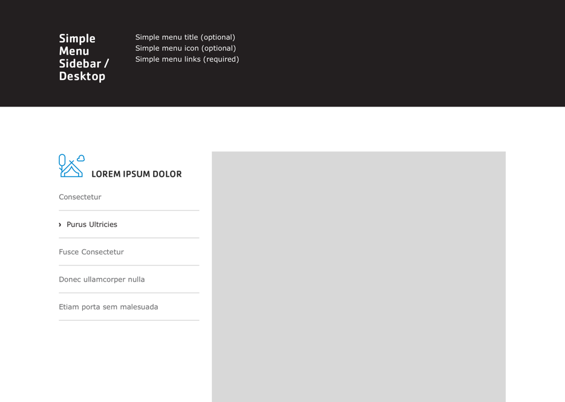 Simple
Menu
Sidebar /
Desktop
Simple menu title (optional)
Simple menu icon (optional)
Simple menu links (required)
LOREM IPSUM DOLOR
Consectetur
› Purus Ultricies
Fusce Consectetur
Donec ullamcorper nulla
Etiam porta sem malesuada